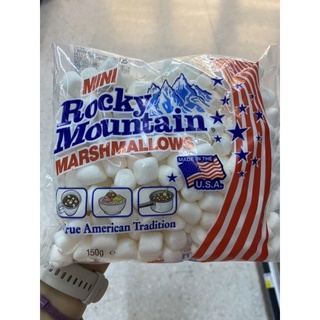 MINI
Rocky
Mountain
MARSHMALLOWS
MADE IN THE
U.S.A.
True American Tradition
150g e